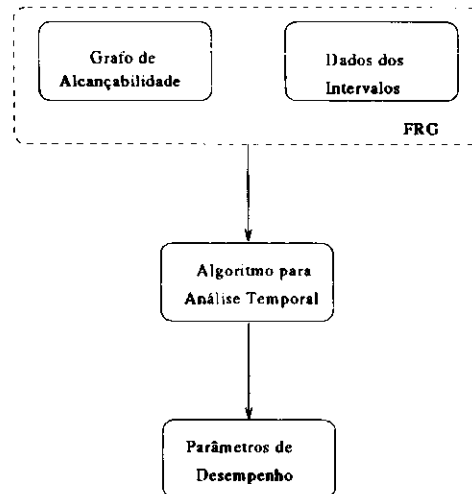 Grafo de
Alcançabilidade
Dados dos
Intervalos
FRG
Algoritmo para
Análise Temporal
Parâmetros de
Desempenho